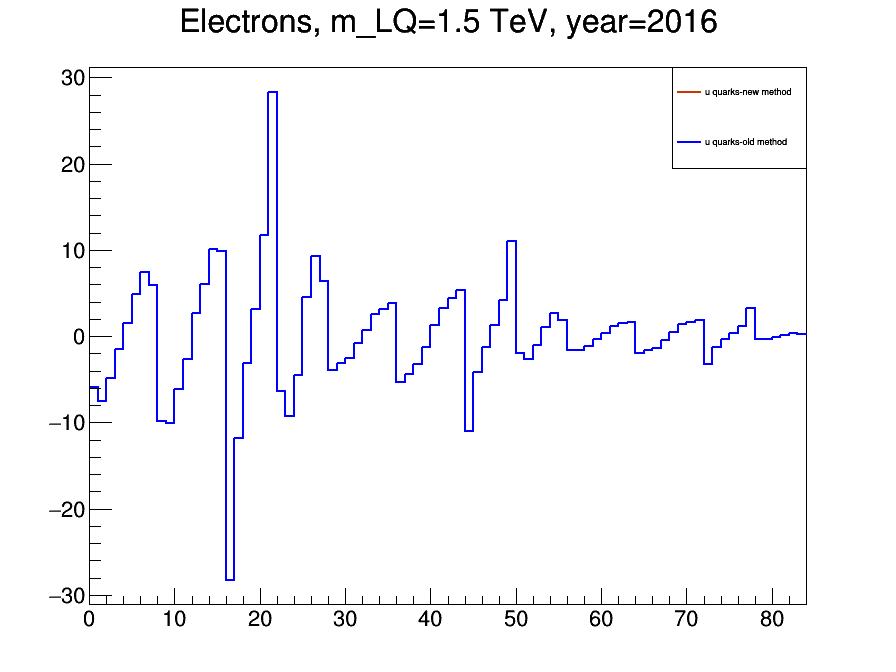 Electrons, m_LQ=1.5 TeV, year=2016
u quarks-new method
u quarks-old method
30
20
10
0
−10
−20
−30
0 10 20 30 40 50 60 70 80